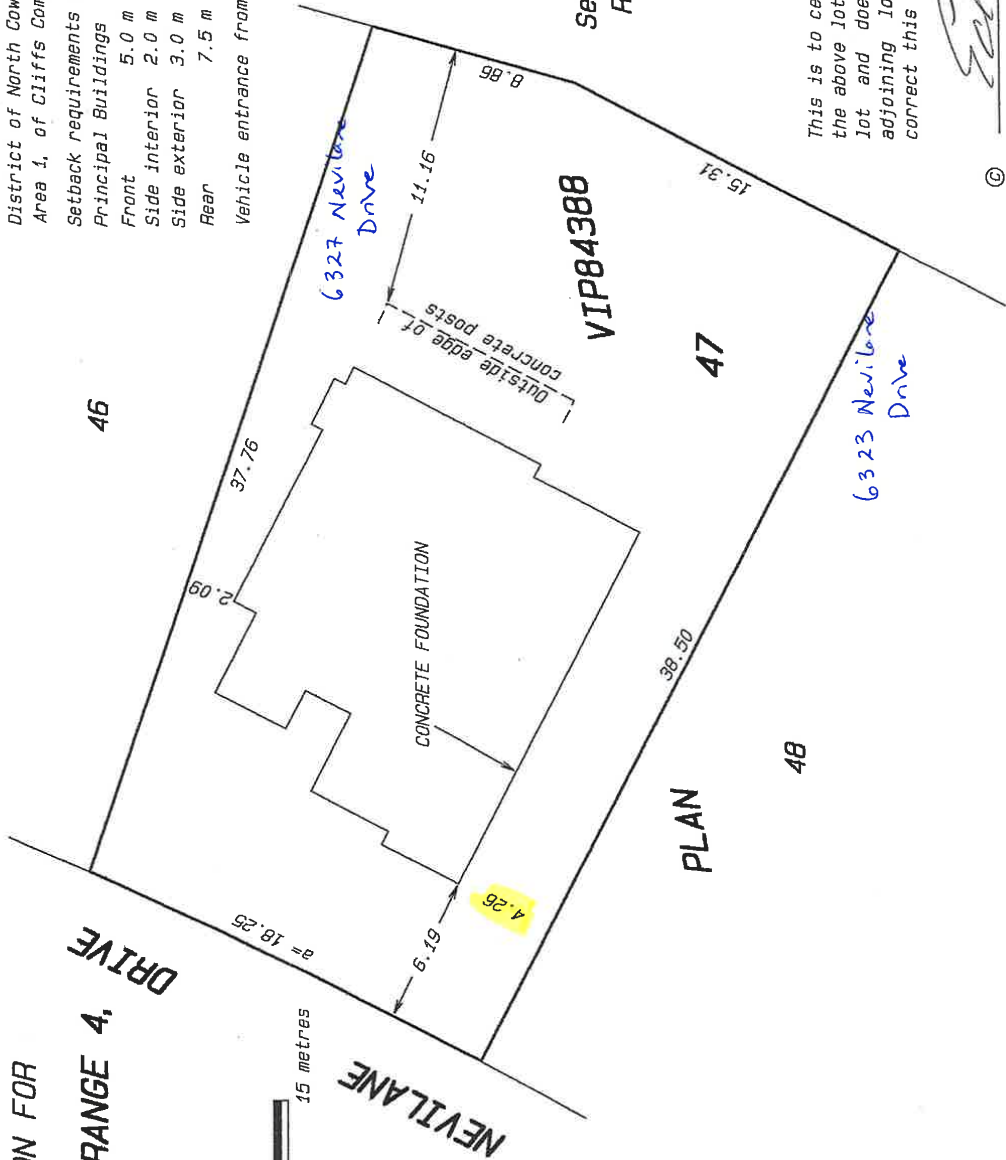 District of North Cow
Area 1, of Cliffs Com
Setback requirements
Principal Buildings
Front 5.0 m
Side interior 2.0 m
Side exterior 3.0 m
Rear 7.5 m
Vehicle entrance from
ON FOR
RANGE 4,
15 metres
NEVILANE DRIVE
a= 18.25
6.19
4.26
46
37.76
2.09
CONCRETE FOUNDATION
6327 Nevilane
Drive
11.16
8.86
15.31
Outside edge of
concrete posts
PLAN VIP84388
47
38.50
48
6323 Nevilane
Drive
Se
This is to ce
the above lot
lot and doe
adjoining lo
correct this
©